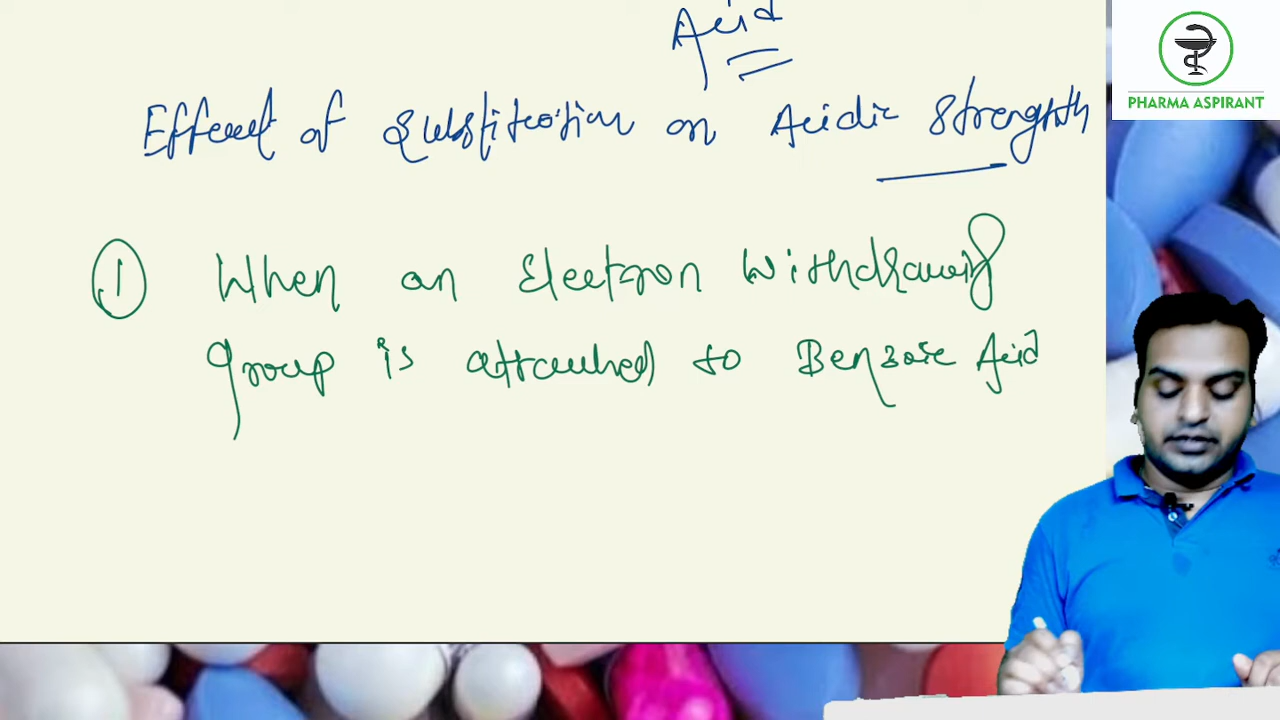 Acid
Effect of Substitution on Acidic Strength
① When an Electron Withdrawing
group is attached to Benzoic Acid
PHARMA ASPIRANT